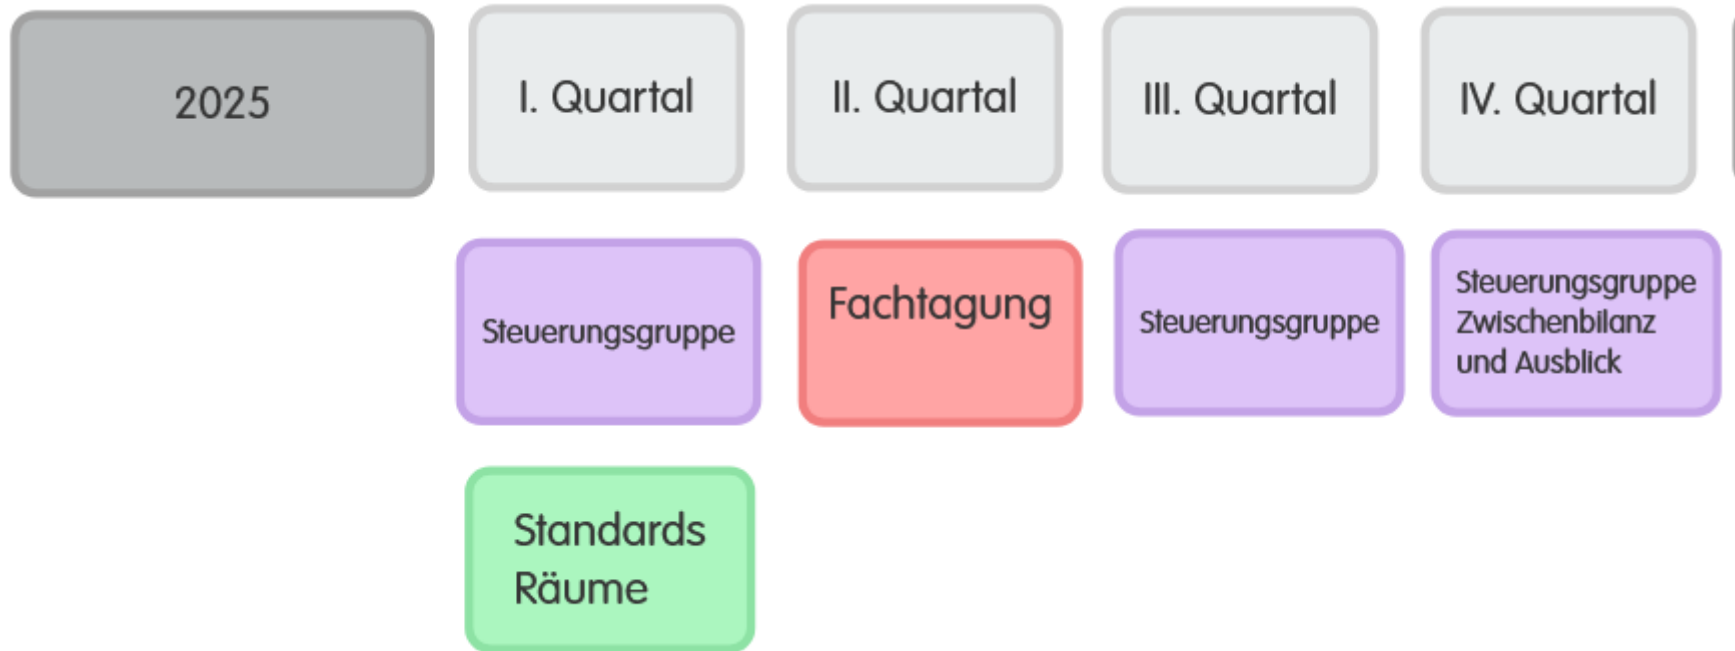 2025
I. Quartal
II. Quartal
III. Quartal
IV. Quartal
Steuerungsgruppe
Fachtagung
Steuerungsgruppe
Steuerungsgruppe
Zwischenbilanz
und Ausblick
Standards
Räume